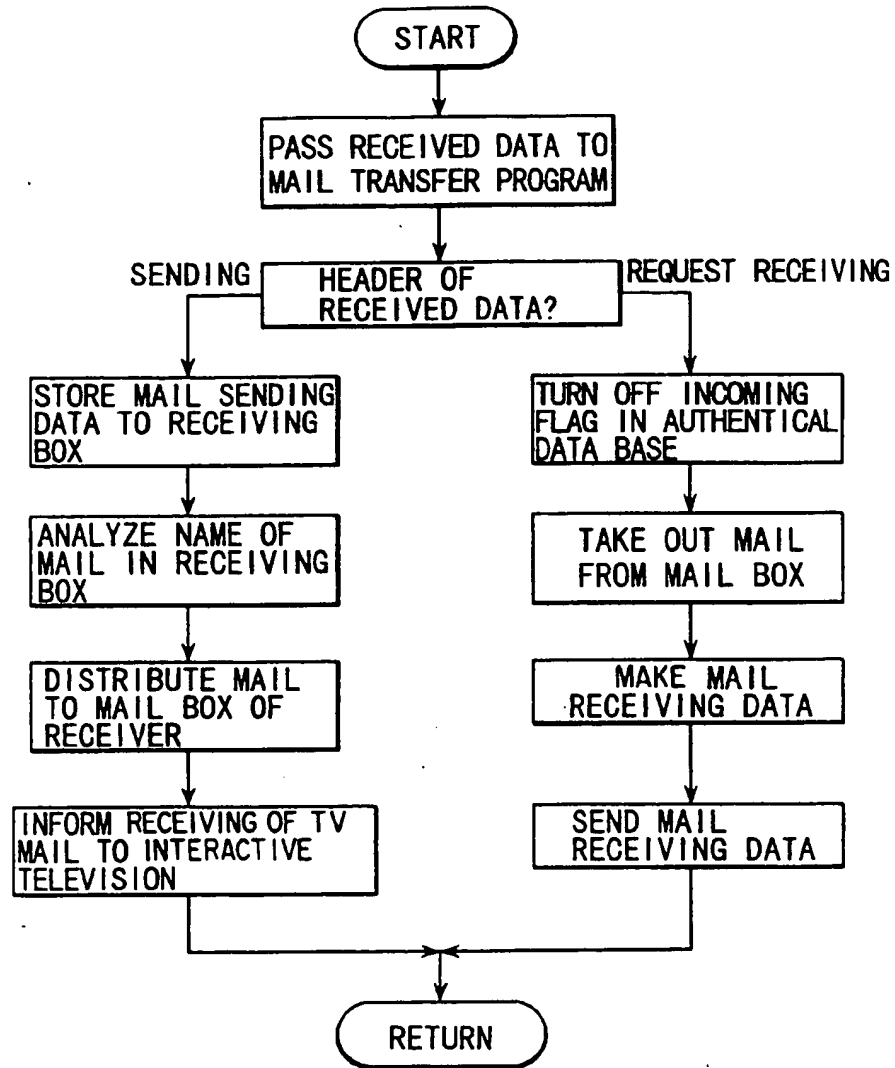 START
PASS RECEIVED DATA TO
MAIL TRANSFER PROGRAM
SENDING
HEADER OF
RECEIVED DATA?
REQUEST RECEIVING
STORE MAIL SENDING
DATA TO RECEIVING
BOX
ANALYZE NAME OF
MAIL IN RECEIVING
BOX
DISTRIBUTE MAIL
TO MAIL BOX OF
RECEIVER
INFORM RECEIVING OF TV
MAIL TO INTERACTIVE
TELEVISION
TURN OFF INCOMING
FLAG IN AUTHENTICAL
DATA BASE
TAKE OUT MAIL
FROM MAIL BOX
MAKE MAIL
RECEIVING DATA
SEND MAIL
RECEIVING DATA
RETURN